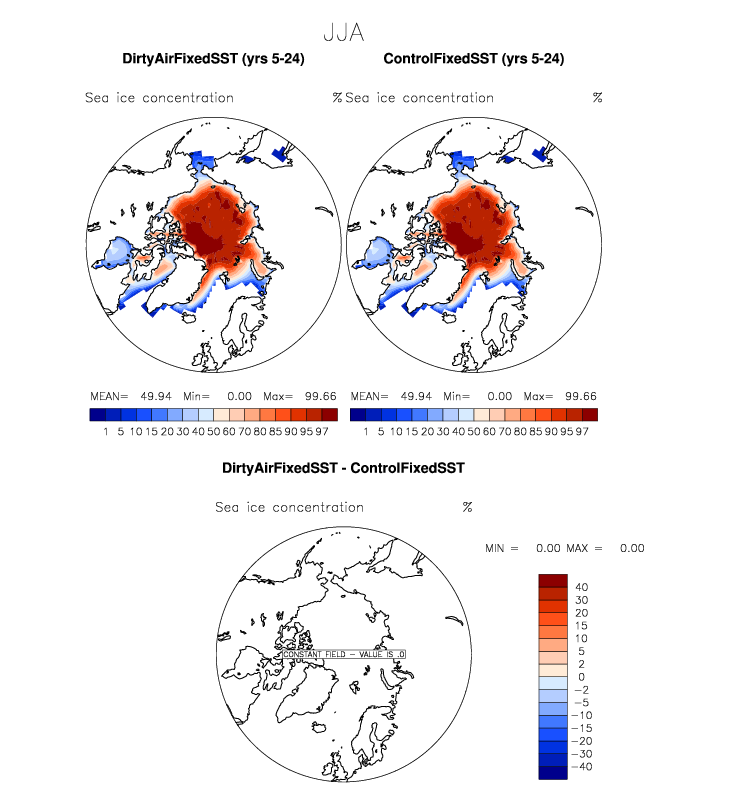 JJA
DirtyAirFixedSST (yrs 5-24) ControlFixedSST (yrs 5-24)
Sea ice concentration % Sea ice concentration %
MEAN= 49.94 Min= 0.00 Max= 99.66 MEAN= 49.94 Min= 0.00 Max= 99.66
1 5 10 15 20 30 40 50 60 70 80 85 90 95 97 1 5 10 15 20 30 40 50 60 70 80 85 90 95 97
DirtyAirFixedSST - ControlFixedSST
Sea ice concentration %
MIN = 0.00 MAX = 0.00
40
30
20
15
10
5
2
0
-2
-5
-10
-15
-20
-30
-40
CONSTANT FIELD - VALUE IS .0